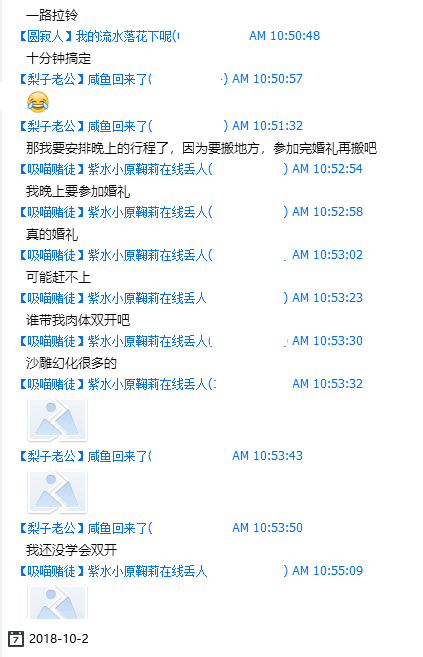 一路拉铃
【圆寂人】我的流水落花下呢( AM 10:50:48
十分钟搞定
【梨子老公】咸鱼回来了( ) AM 10:50:57
😂
【梨子老公】咸鱼回来了( ) AM 10:51:32
那我要安排晚上的行程了，因为要搬地方，参加完婚礼再搬吧
【吸喵赌徒】紫水小原鞠莉在线丢人( ) AM 10:52:54
我晚上要参加婚礼
【吸喵赌徒】紫水小原鞠莉在线丢人( ) AM 10:52:58
真的婚礼
【吸喵赌徒】紫水小原鞠莉在线丢人( AM 10:53:02
可能赶不上
【吸喵赌徒】紫水小原鞠莉在线丢人 ) AM 10:53:23
谁带我肉体双开吧
【吸喵赌徒】紫水小原鞠莉在线丢人( AM 10:53:30
沙雕幻化很多的
【吸喵赌徒】紫水小原鞠莉在线丢人( AM 10:53:32
【梨子老公】咸鱼回来了( AM 10:53:43
【梨子老公】咸鱼回来了( AM 10:53:50
我还没学会双开
【吸喵赌徒】紫水小原鞠莉在线丢人 ) AM 10:55:09
7 2018-10-2